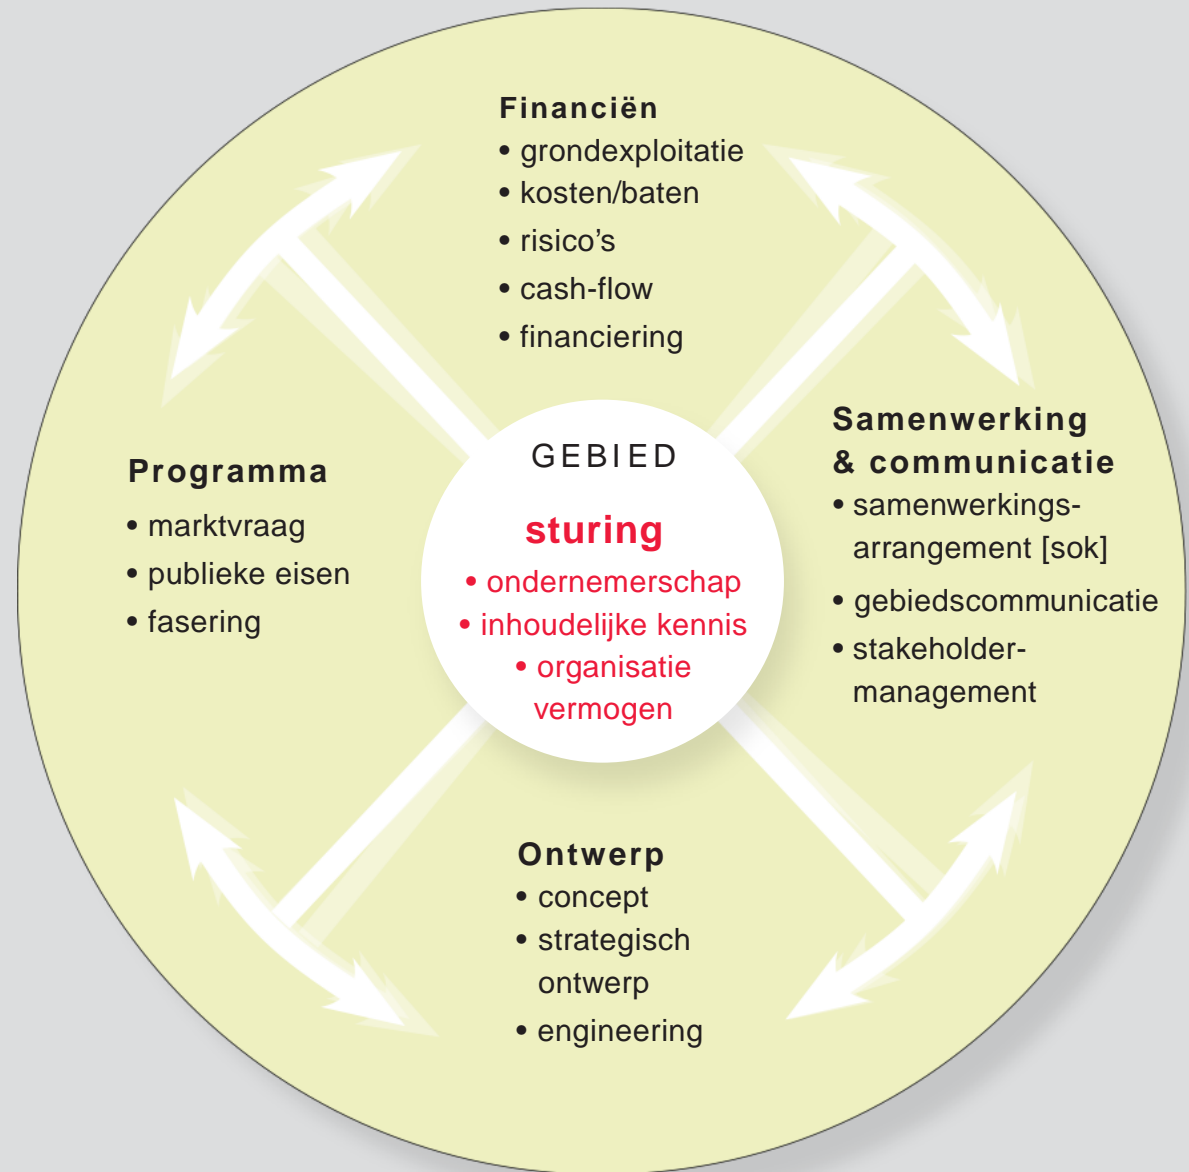 Financiën
• grondexploitatie
• kosten/baten
• risico’s
• cash-flow
• financiering
Samenwerking
& communicatie
• samenwerkings-
arrangement [sok]
• gebiedscommunicatie
• stakeholder-
management
Programma
• marktvraag
• publieke eisen
• fasering
GEBIED
sturing
• ondernemerschap
• inhoudelijke kennis
• organisatie
vermogen
Ontwerp
• concept
• strategisch
ontwerp
• engineering